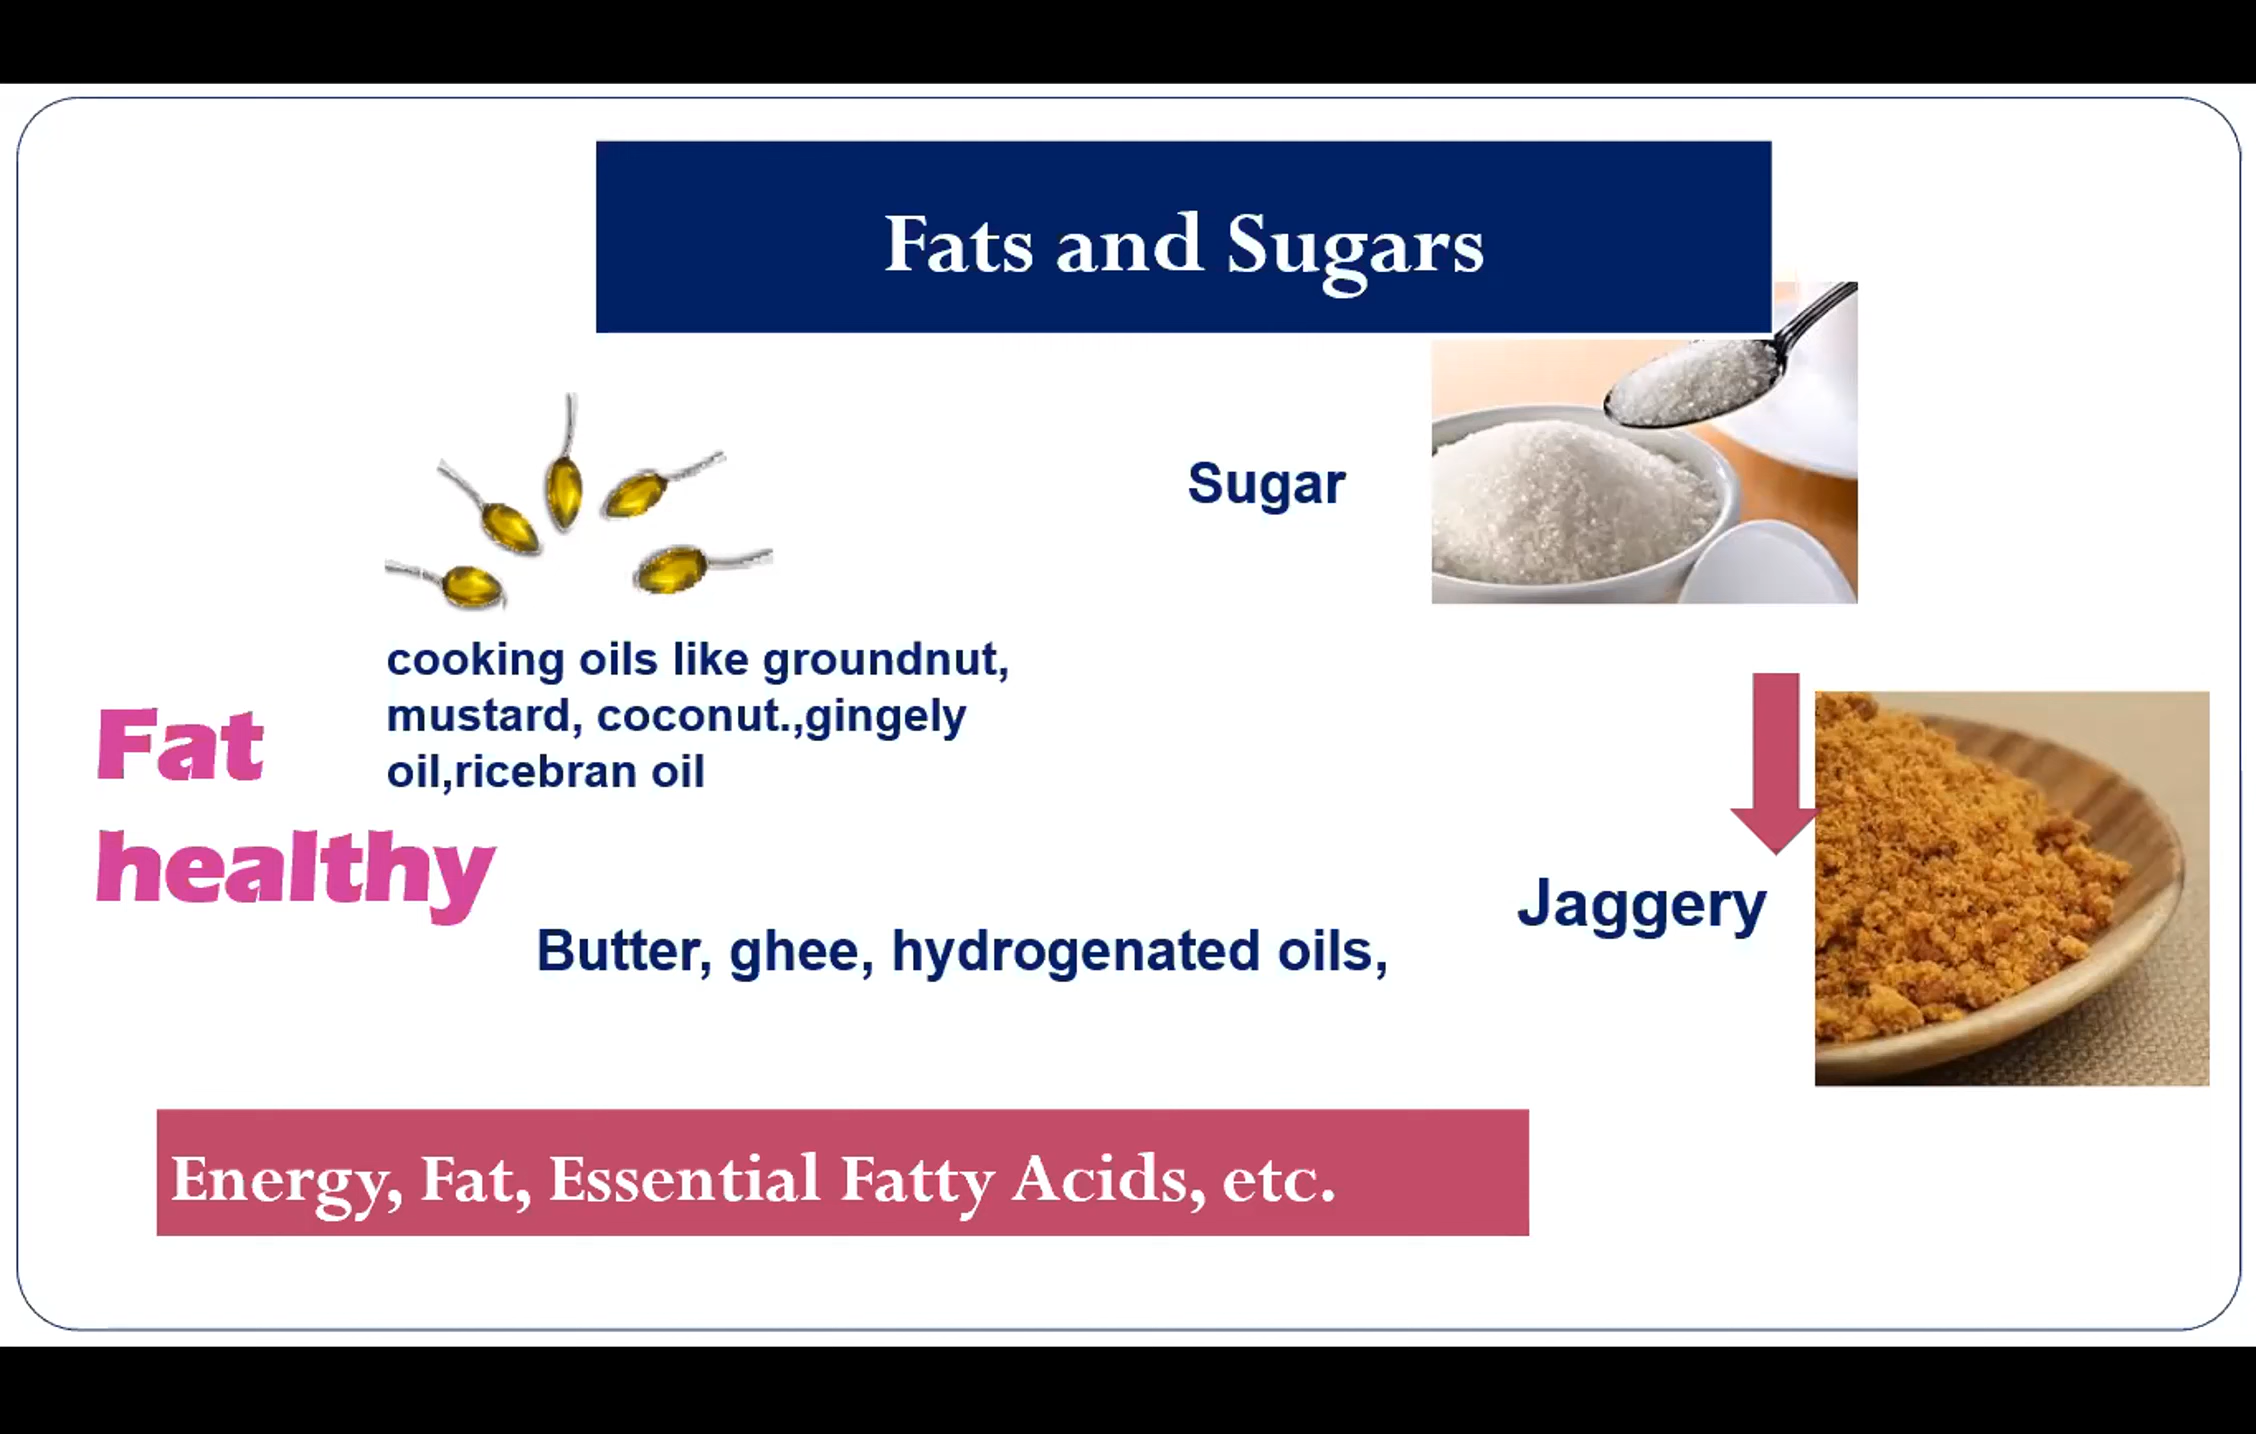 Fats and Sugars
Sugar
cooking oils like groundnut,
mustard, coconut.,gingely
oil,ricebran oil
Fat
healthy
Butter, ghee, hydrogenated oils,
Jaggery
Energy, Fat, Essential Fatty Acids, etc.